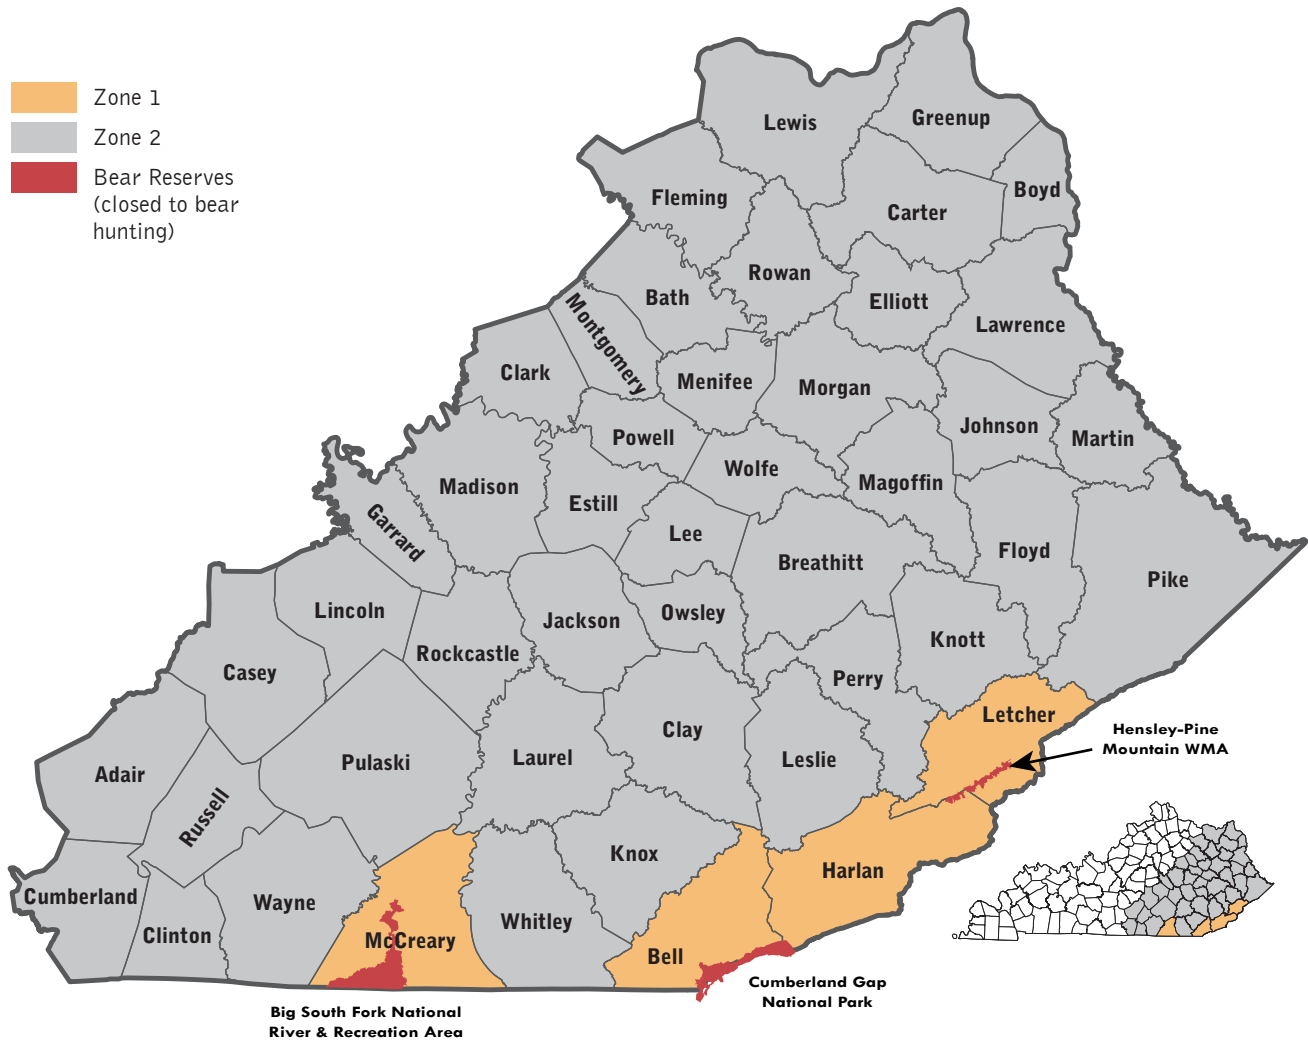 Zone 1
Zone 2
Bear Reserves
(closed to bear
hunting)
Lewis
Greenup
Fleming
Boyd
Carter
Rowan
Bath
Elliott
Montgomery
Lawrence
Clark
Menifee
Morgan
Powell
Johnson
Martin
Wolfe
Madison
Magoffin
Estill
Garrard
Lee
Floyd
Breathitt
Pike
Lincoln
Jackson
Owsley
Knott
Rockcastle
Casey
Perry
Letcher
Clay
Hensley-Pine
Mountain WMA
Laurel
Leslie
Pulaski
Adair
Russell
Knox
Harlan
Cumberland
Wayne
Whitley
Clinton
McCreary
Bell
Cumberland Gap
National Park
Big South Fork National
River & Recreation Area